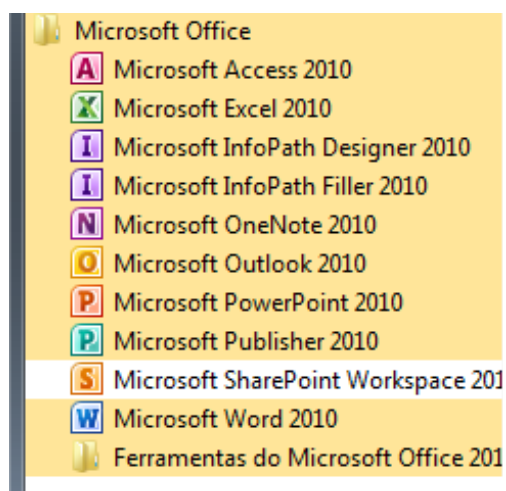 Microsoft Office
Microsoft Access 2010
Microsoft Excel 2010
Microsoft InfoPath Designer 2010
Microsoft InfoPath Filler 2010
Microsoft OneNote 2010
Microsoft Outlook 2010
Microsoft PowerPoint 2010
Microsoft Publisher 2010
Microsoft SharePoint Workspace 201
Microsoft Word 2010
Ferramentas do Microsoft Office 201